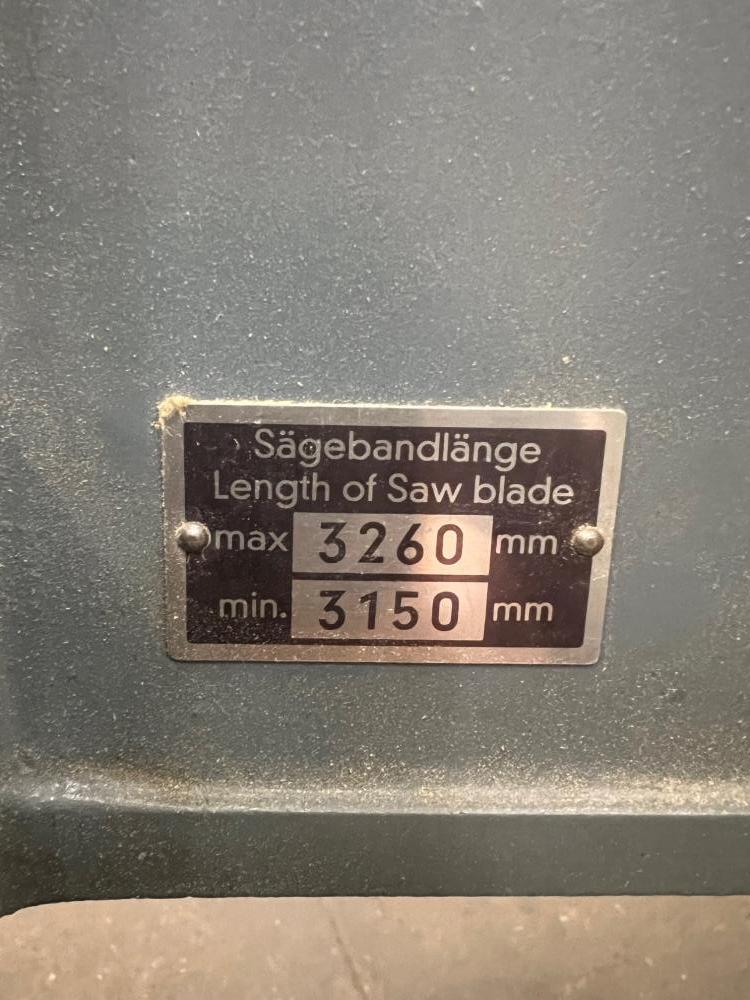 Sägebandlänge
Length of Saw blade
max 3260 mm
min. 3150 mm